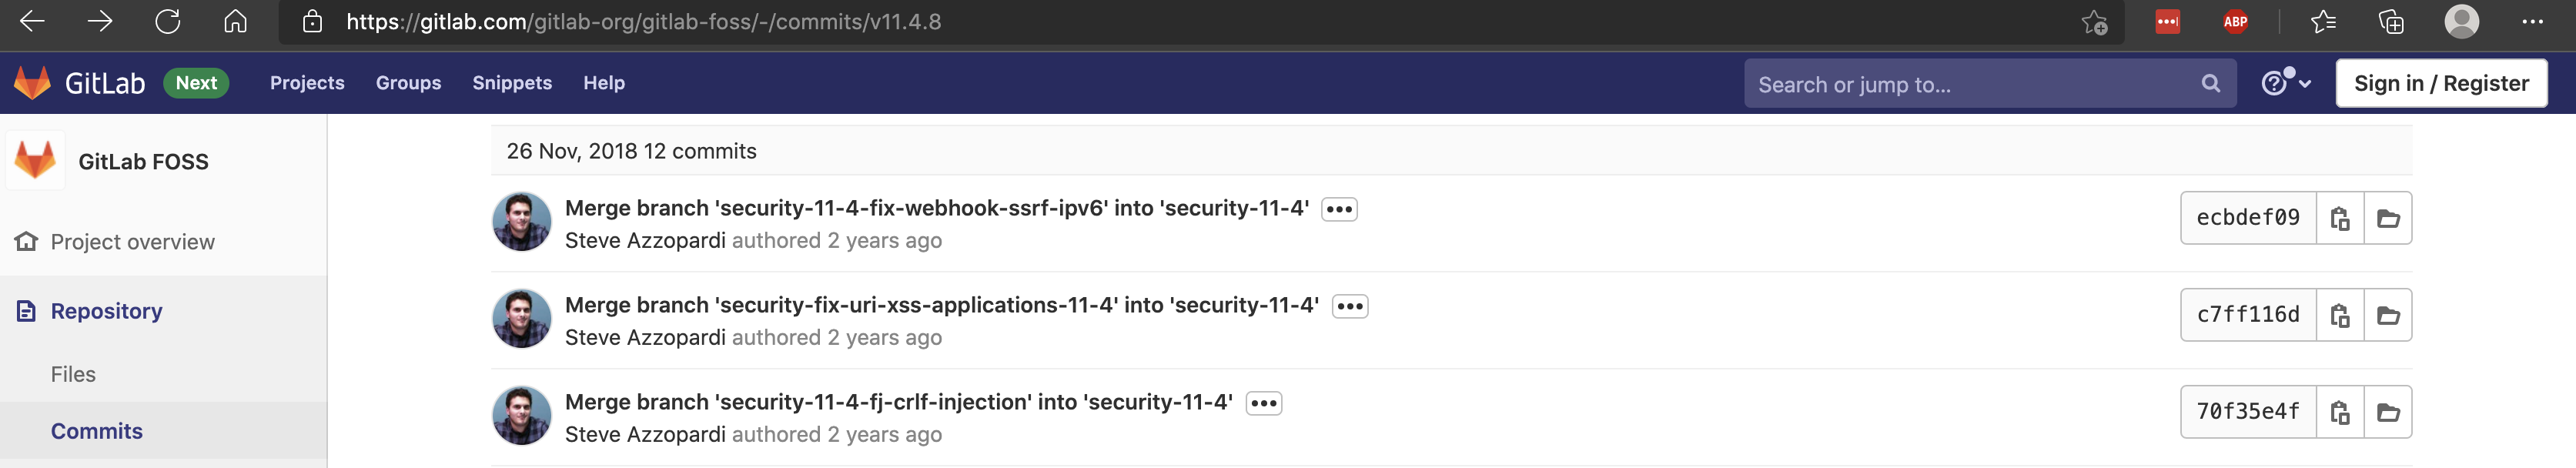 https://gitlab.com/gitlab-org/gitlab-foss/-/commits/v11.4.8
ABP
GitLab Next Projects Groups Snippets Help Search or jump to... Sign in / Register
GitLab FOSS
Project overview
Repository
Files
Commits
26 Nov, 2018 12 commits
Merge branch 'security-11-4-fix-webhook-ssrf-ipv6' into 'security-11-4'
Steve Azzopardi authored 2 years ago
ecbdef09
Merge branch 'security-fix-uri-xss-applications-11-4' into 'security-11-4'
Steve Azzopardi authored 2 years ago
c7ff116d
Merge branch 'security-11-4-fj-crlf-injection' into 'security-11-4'
Steve Azzopardi authored 2 years ago
70f35e4f